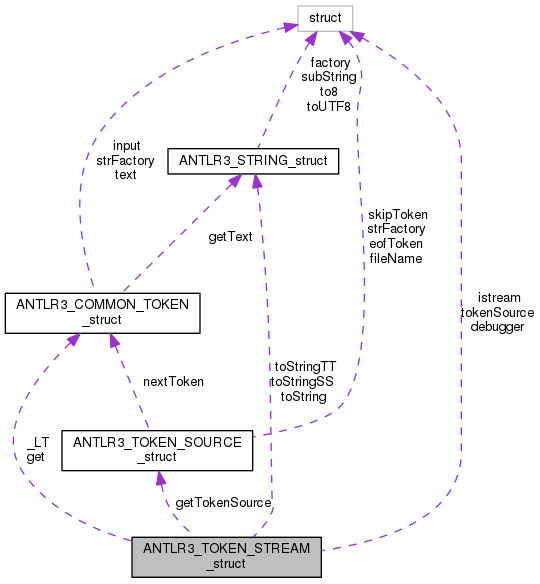 struct
factory
subString
to8
toUTF8
input
strFactory
text
ANTLR3_STRING_struct
skipToken
strFactory
eofToken
fileName
getText
ANTLR3_COMMON_TOKEN
_struct
istream
tokenSource
debugger
nextToken
toStringTT
toStringSS
toString
_LT
get
ANTLR3_TOKEN_SOURCE
_struct
getTokenSource
ANTLR3_TOKEN_STREAM
_struct